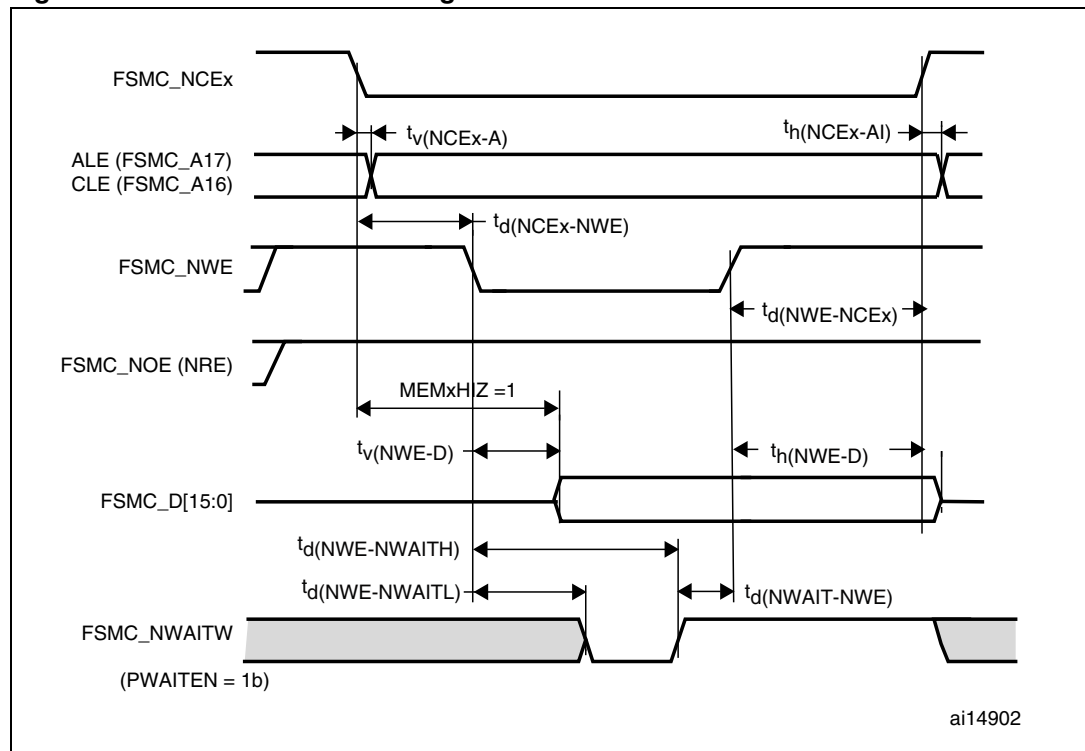 FSMC_NCEx
tv(NCEx-A)
th(NCEx-AI)
ALE (FSMC_A17)
CLE (FSMC_A16)
td(NCEx-NWE)
FSMC_NWE
td(NWE-NCEx)
FSMC_NOE (NRE)
MEMxHIZ =1
tv(NWE-D)
th(NWE-D)
FSMC_D[15:0]
td(NWE-NWAITH)
td(NWE-NWAITL)
td(NWAIT-NWE)
FSMC_NWAITW
(PWAITEN = 1b)
ai14902